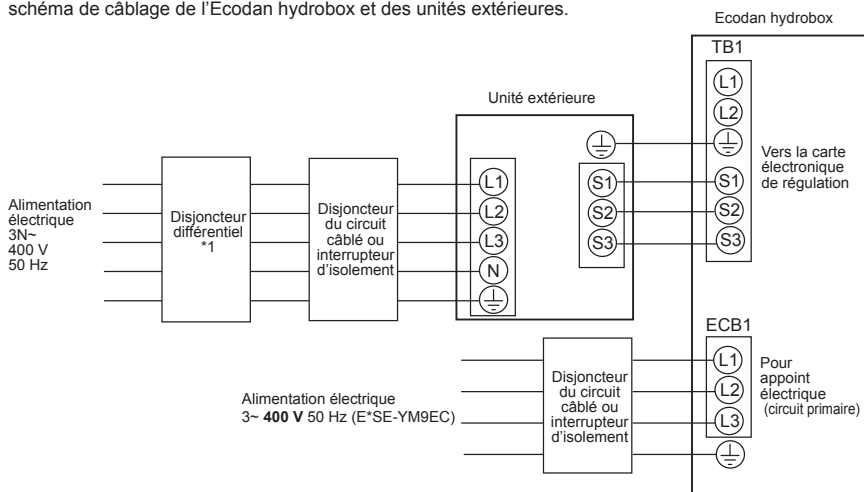 schéma de câblage de l’Ecodan hydrobox et des unités extérieures.
Ecodan hydrobox
TB1
L1
L2
Vers la carte
électronique
de régulation
S1
S2
S3
Unité extérieure
L1
L2
L3
N
S1
S2
S3
Alimentation
électrique
3N~
400 V
50 Hz
Disjoncteur
différentiel
*1
Disjoncteur
du circuit
câblé ou
interrupteur
d’isolement
ECB1
L1
L2
L3
Pour
appoint
électrique
(circuit primaire)
Disjoncteur
du circuit
câblé ou
interrupteur
d’isolement
Alimentation électrique
3~ 400 V 50 Hz (E*SE-YM9EC)